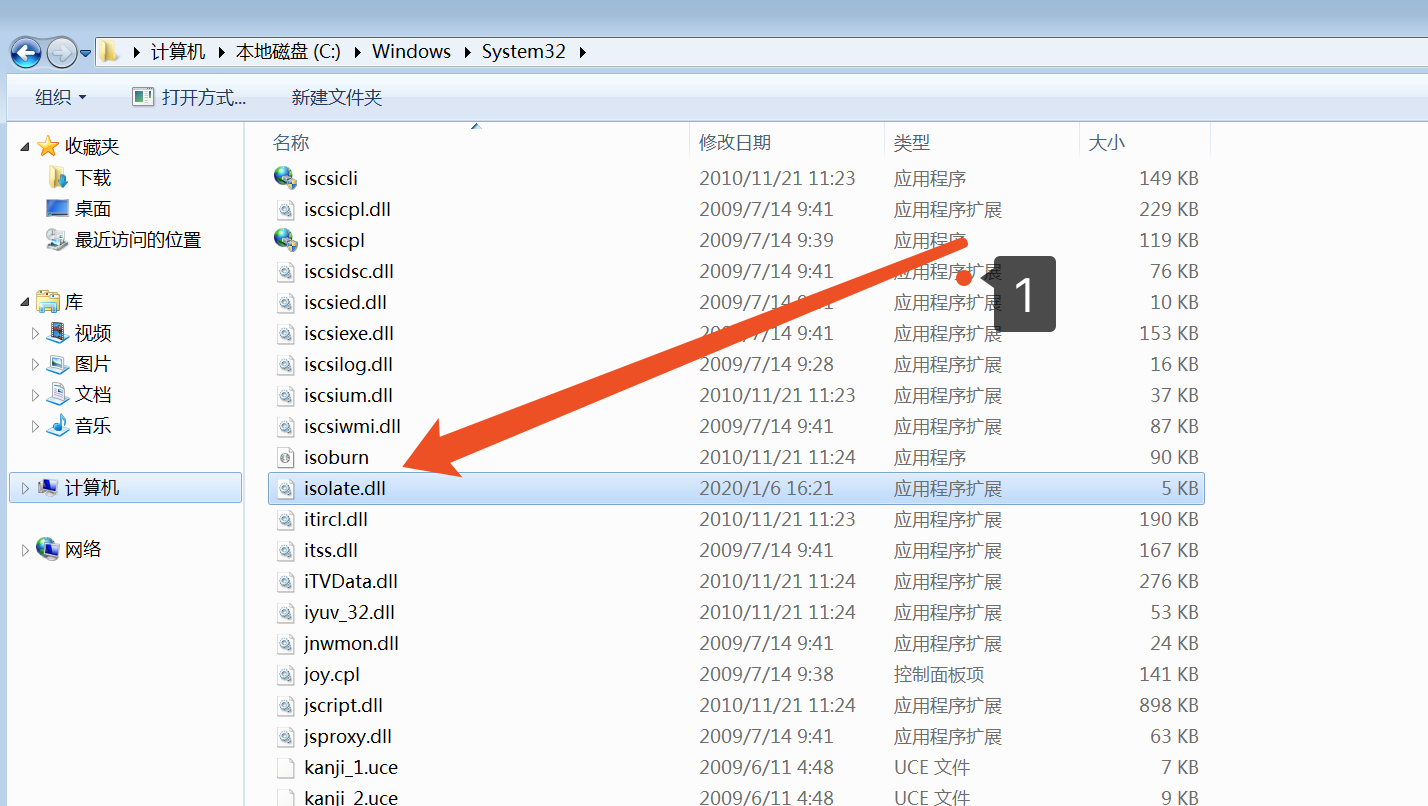 计算机 本地磁盘 (C:) Windows System32
组织 打开方式... 新建文件夹
收藏夹
下载
桌面
最近访问的位置
库
视频
图片
文档
音乐
计算机
网络
名称 修改日期 类型 大小
iscsicli 2010/11/21 11:23 应用程序 149 KB
iscsicpl.dll 2009/7/14 9:41 应用程序扩展 229 KB
iscsicpl 2009/7/14 9:39 应用程序 119 KB
iscsidsc.dll 2009/7/14 9:41 应用程序扩展 76 KB
iscsied.dll 2009/7/14 9:41 应用程序扩展 10 KB
iscsiexe.dll 2009/7/14 9:41 应用程序扩展 153 KB
iscsilog.dll 2009/7/14 9:28 应用程序扩展 16 KB
iscsium.dll 2010/11/21 11:23 应用程序扩展 37 KB
iscsiwmi.dll 2009/7/14 9:41 应用程序扩展 87 KB
isoburn 2010/11/21 11:24 应用程序 90 KB
isolate.dll 2020/1/6 16:21 应用程序扩展 5 KB
itircl.dll 2010/11/21 11:23 应用程序扩展 190 KB
itss.dll 2009/7/14 9:41 应用程序扩展 167 KB
iTVData.dll 2010/11/21 11:24 应用程序扩展 276 KB
iyuv_32.dll 2010/11/21 11:24 应用程序扩展 53 KB
jnwmon.dll 2009/7/14 9:41 应用程序扩展 24 KB
joy.cpl 2009/7/14 9:38 控制面板项 141 KB
jscript.dll 2010/11/21 11:24 应用程序扩展 898 KB
jsproxy.dll 2009/7/14 9:41 应用程序扩展 63 KB
kanji_1.uce 2009/6/11 4:48 UCE 文件 7 KB
kanji_2.uce 2009/6/11 4:48 UCE 文件 9 KB
1